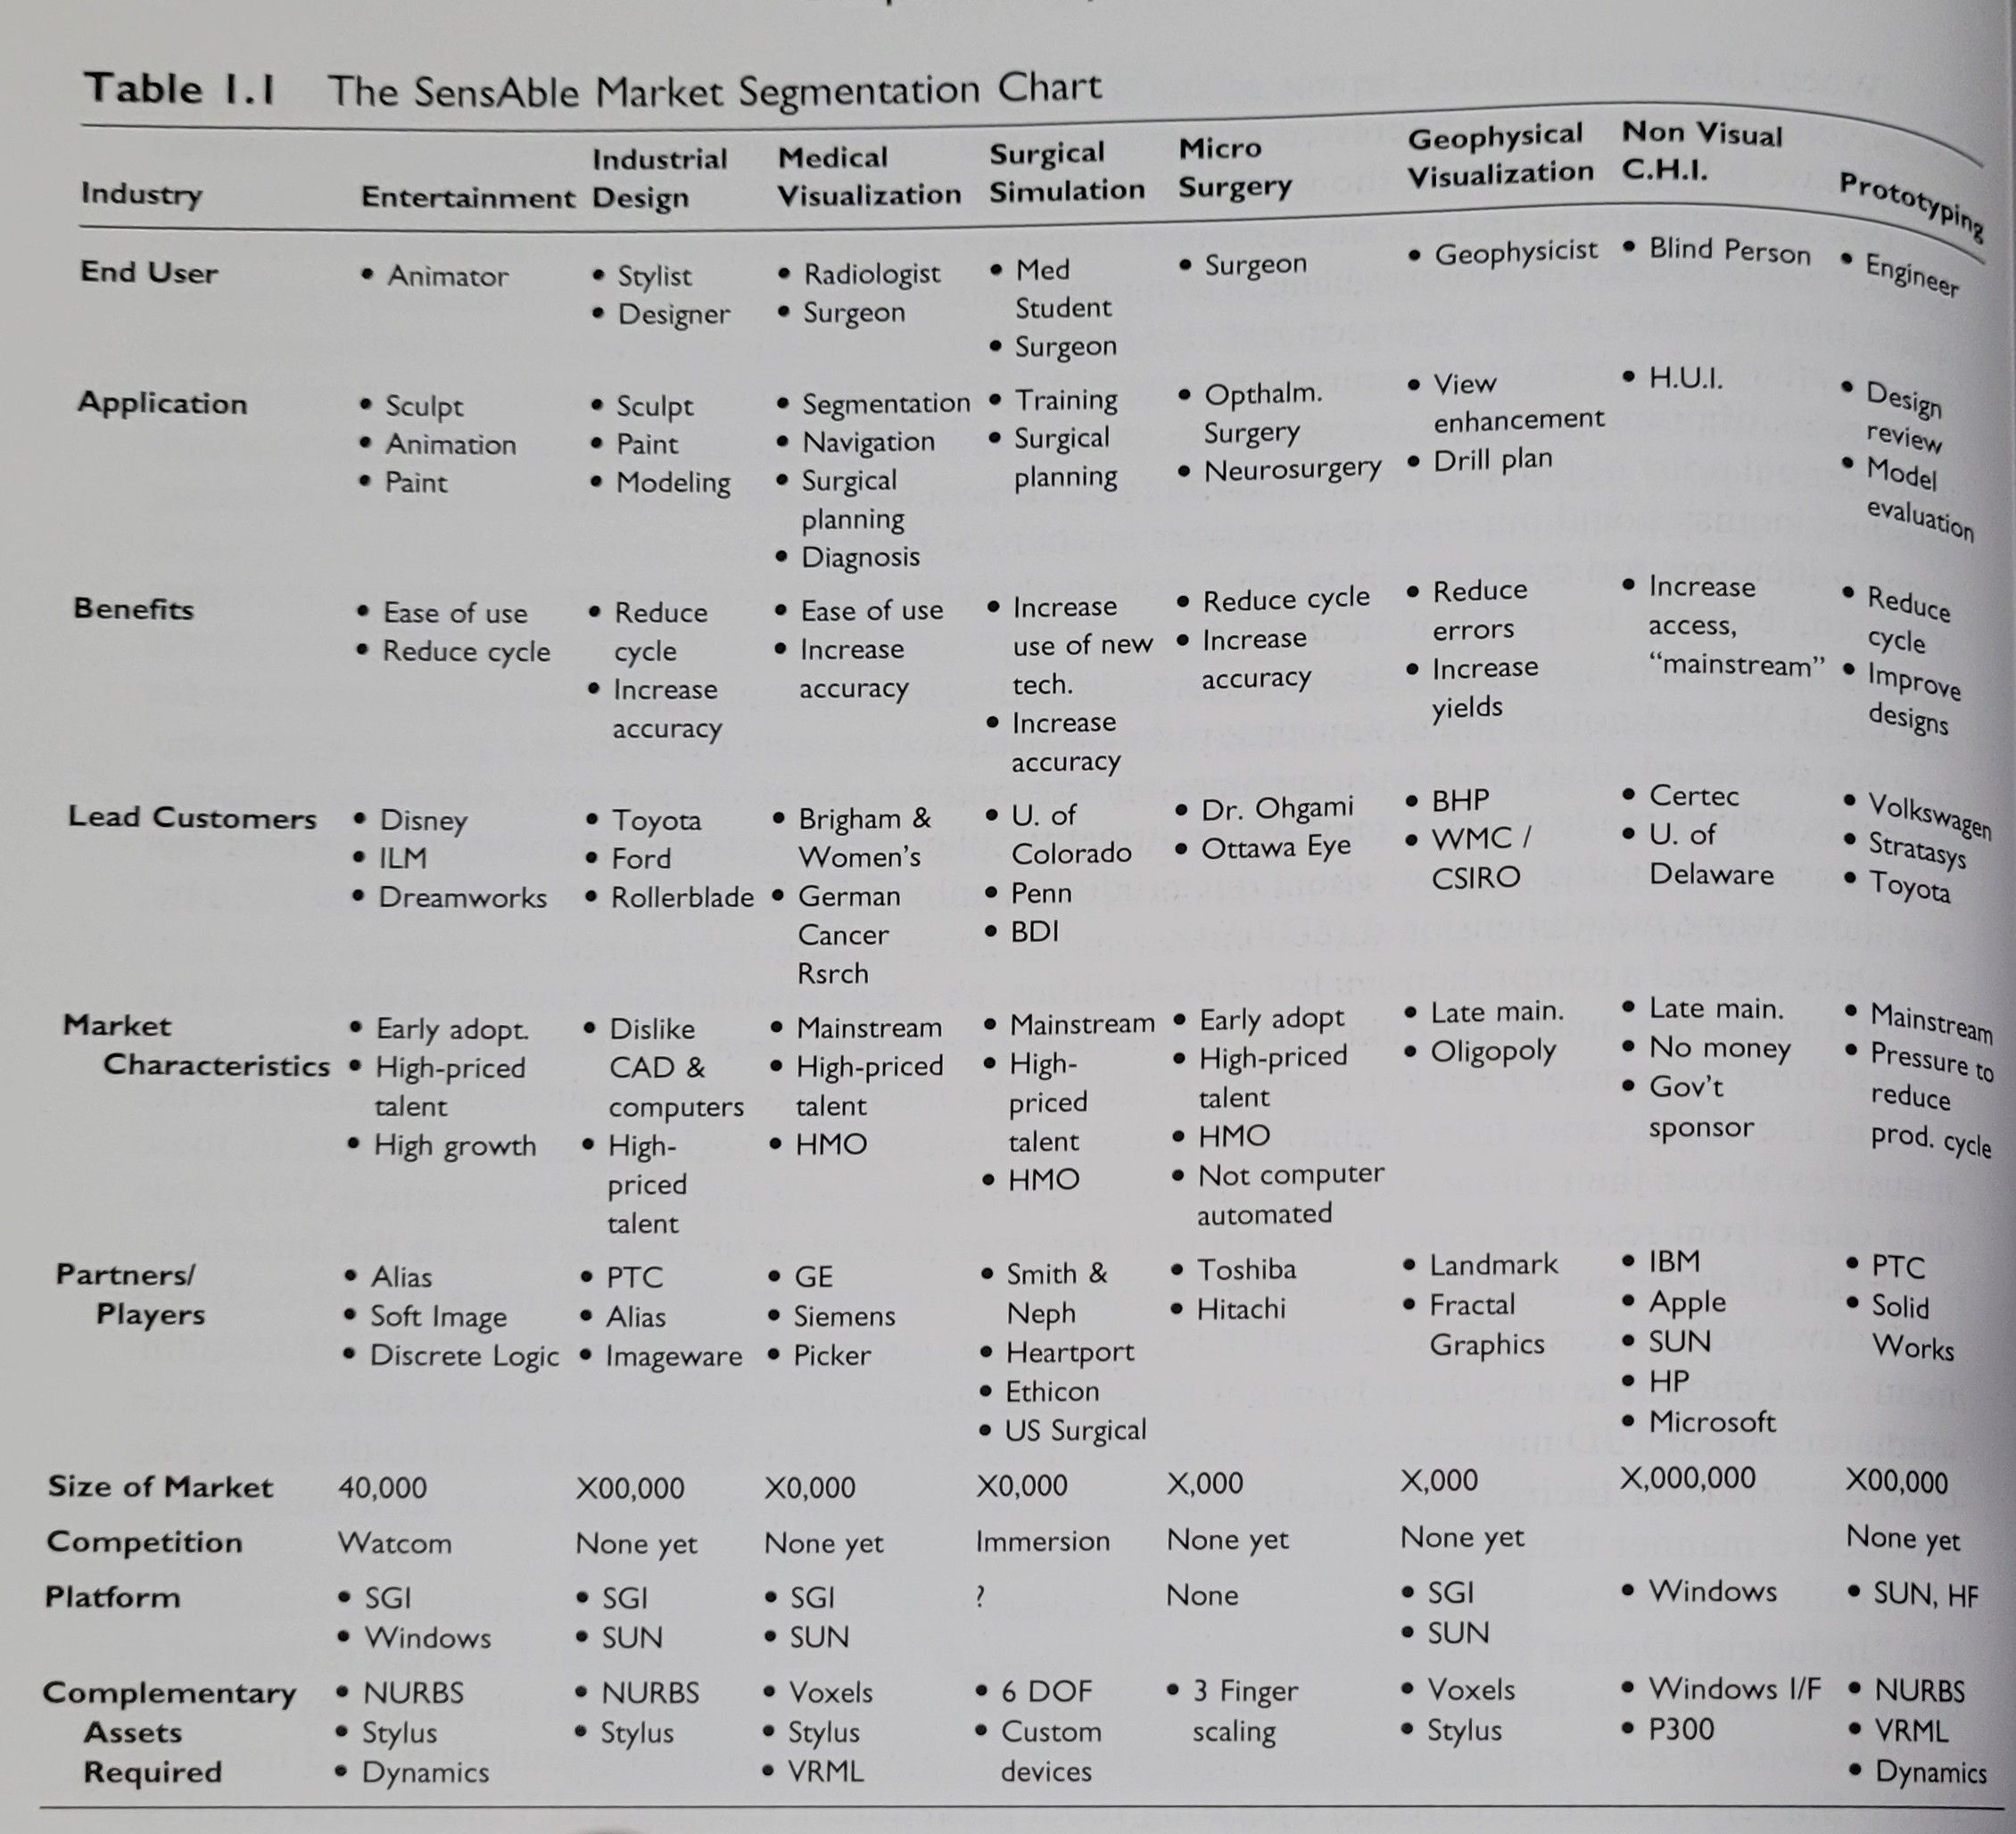 Table 1.1 The SensAble Market Segmentation Chart
Industry
Entertainment
Industrial
Design
Medical
Visualization
Surgical
Simulation
Micro
Surgery
Geophysical
Visualization
Non Visual
C.H.I.
Prototyping
End User
• Animator
• Stylist
• Designer
• Radiologist
• Surgeon
• Med
Student
• Surgeon
• Surgeon
• Geophysicist
• Blind Person
• Engineer
Application
• Sculpt
• Animation
• Paint
• Sculpt
• Paint
• Modeling
• Segmentation
• Navigation
• Surgical
planning
• Diagnosis
• Training
• Surgical
planning
• Opthalm.
Surgery
• Neurosurgery
• View
enhancement
• Drill plan
• H.U.I.
• Design
review
• Model
evaluation
Benefits
• Ease of use
• Reduce cycle
• Reduce
cycle
• Increase
accuracy
• Ease of use
• Increase
accuracy
• Increase
use of new
tech.
• Increase
accuracy
• Reduce cycle
• Increase
accuracy
• Reduce
errors
• Increase
yields
• Increase
access,
“mainstream”
• Reduce
cycle
• Improve
designs
Lead Customers
• Disney
• ILM
• Dreamworks
• Toyota
• Ford
• Rollerblade
• Brigham &
Women’s
• German
Cancer
Rsrch
• U. of
Colorado
• Penn
• BDI
• Dr. Ohgami
• Ottawa Eye
• BHP
• WMC /
CSIRO
• Certec
• U. of
Delaware
• Volkswagen
• Stratasys
• Toyota
Market
Characteristics
• Early adopt.
• High-priced
talent
• High growth
• Dislike
CAD &
computers
• High-
priced
talent
• Mainstream
• High-priced
talent
• HMO
• Mainstream
• High-
priced
talent
• HMO
• Early adopt
• High-priced
talent
• HMO
• Not computer
automated
• Late main.
• Oligopoly
• Late main.
• No money
• Gov’t
sponsor
• Mainstream
• Pressure to
reduce
prod. cycle
Partners/
Players
• Alias
• Soft Image
• Discrete Logic
• PTC
• Alias
• Imageware
• GE
• Siemens
• Picker
• Smith &
Neph
• Heartport
• Ethicon
• US Surgical
• Toshiba
• Hitachi
• Landmark
• Fractal
Graphics
• IBM
• Apple
• SUN
• HP
• Microsoft
• PTC
• Solid
Works
Size of Market
40,000
X00,000
X0,000
X0,000
X,000
X,000
X,000,000
X00,000
Competition
Watcom
None yet
None yet
Immersion
None yet
None yet
None yet
Platform
• SGI
• Windows
• SGI
• SUN
• SGI
• SUN
?
None
• SGI
• SUN
• Windows
• SUN, HF
Complementary
Assets
Required
• NURBS
• Stylus
• Dynamics
• NURBS
• Stylus
• Voxels
• Stylus
• VRML
• 6 DOF
• Custom
devices
• 3 Finger
scaling
• Voxels
• Stylus
• Windows I/F
• P300
• NURBS
• VRML
• Dynamics